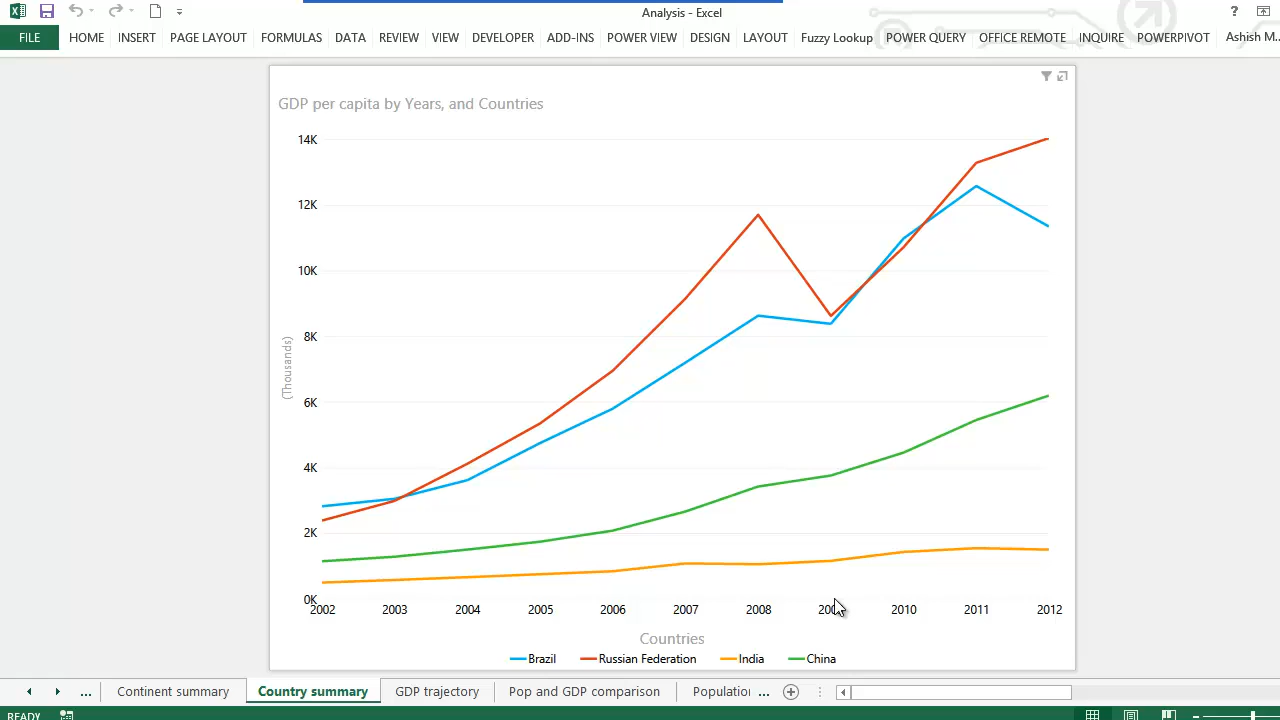 Analysis - Excel
?
FILE HOME INSERT PAGE LAYOUT FORMULAS DATA REVIEW VIEW DEVELOPER ADD-INS POWER VIEW DESIGN LAYOUT Fuzzy Lookup POWER QUERY OFFICE REMOTE INQUIRE POWERPIVOT Ashish M...
GDP per capita by Years, and Countries
14K
12K
10K
8K
6K
4K
2K
0K
(Thousands)
2002 2003 2004 2005 2006 2007 2008 2010 2011 2012
Countries
Brazil Russian Federation India China
... Continent summary Country summary GDP trajectory Pop and GDP comparison Population ...
READY